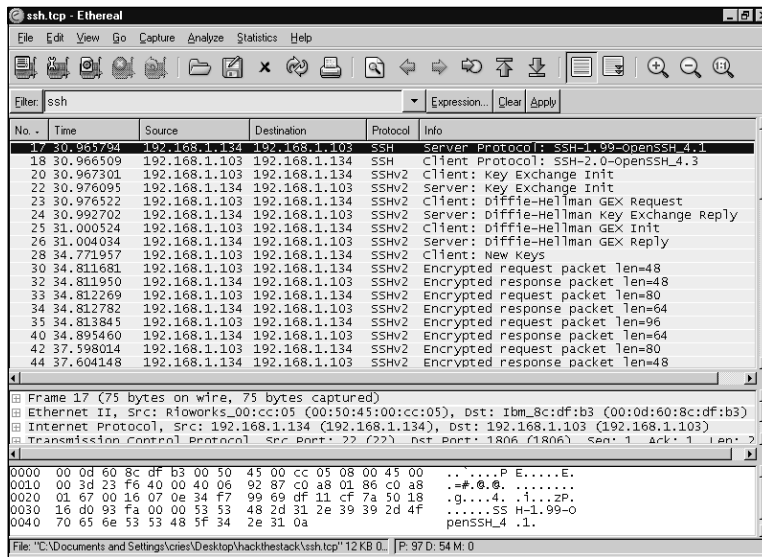 ssh.tcp - Ethereal
File Edit View Go Capture Analyze Statistics Help
Filter: ssh Expression... Clear Apply
No. - Time Source Destination Protocol Info
17 30.965794 192.168.1.134 192.168.1.103 SSH Server Protocol: SSH-1.99-OpenSSH_4.1
18 30.966509 192.168.1.103 192.168.1.134 SSH Client Protocol: SSH-2.0-OpenSSH_4.3
20 30.967301 192.168.1.103 192.168.1.134 SSHv2 Client: Key Exchange Init
22 30.976095 192.168.1.134 192.168.1.103 SSHv2 Server: Key Exchange Init
23 30.976522 192.168.1.103 192.168.1.134 SSHv2 Client: Diffie-Hellman GEX Request
24 30.992702 192.168.1.134 192.168.1.103 SSHv2 Server: Diffie-Hellman Key Exchange Reply
25 31.000524 192.168.1.103 192.168.1.134 SSHv2 Client: Diffie-Hellman GEX Init
26 31.004034 192.168.1.134 192.168.1.103 SSHv2 Server: Diffie-Hellman GEX Reply
28 34.771957 192.168.1.103 192.168.1.134 SSHv2 Client: New Keys
30 34.811681 192.168.1.103 192.168.1.134 SSHv2 Encrypted request packet len=48
32 34.811950 192.168.1.134 192.168.1.103 SSHv2 Encrypted response packet len=48
33 34.812269 192.168.1.103 192.168.1.134 SSHv2 Encrypted request packet len=80
34 34.812782 192.168.1.134 192.168.1.103 SSHv2 Encrypted response packet len=64
35 34.813845 192.168.1.103 192.168.1.134 SSHv2 Encrypted request packet len=96
40 34.895460 192.168.1.134 192.168.1.103 SSHv2 Encrypted response packet len=64
42 37.598014 192.168.1.103 192.168.1.134 SSHv2 Encrypted request packet len=80
44 37.604148 192.168.1.134 192.168.1.103 SSHv2 Encrypted response packet len=48
Frame 17 (75 bytes on wire, 75 bytes captured)
Ethernet II, Src: Rioworks_00:cc:05 (00:50:45:00:cc:05), Dst: Ibm_8c:df:b3 (00:0d:60:8c:df:b3)
Internet Protocol, Src: 192.168.1.134 (192.168.1.134), Dst: 192.168.1.103 (192.168.1.103)
Transmission Control Protocol, Src Port: 22 (22), Dst Port: 1806 (1806), Seq: 1, Ack: 1, Len: 2
0000 00 0d 60 8c df b3 00 50 45 00 cc 05 08 00 45 00 ..`....P E.....E.
0010 00 3d 23 f6 40 00 40 06 92 87 c0 a8 01 86 c0 a8 .=#.@.@. ........
0020 01 67 00 16 07 0e 34 f7 99 69 df 11 cf 7a 50 18 .g....4. .i...zP.
0030 16 d0 93 fa 00 00 53 53 48 2d 31 2e 39 39 2d 4f ......SS H-1.99-O
0040 70 65 6e 53 53 48 5f 34 2e 31 0a penSSH_4 .1.
File: "C:\Documents and Settings\cries\Desktop\hackthestack\ssh.tcp" 12 KB 0... P: 97 D: 54 M: 0